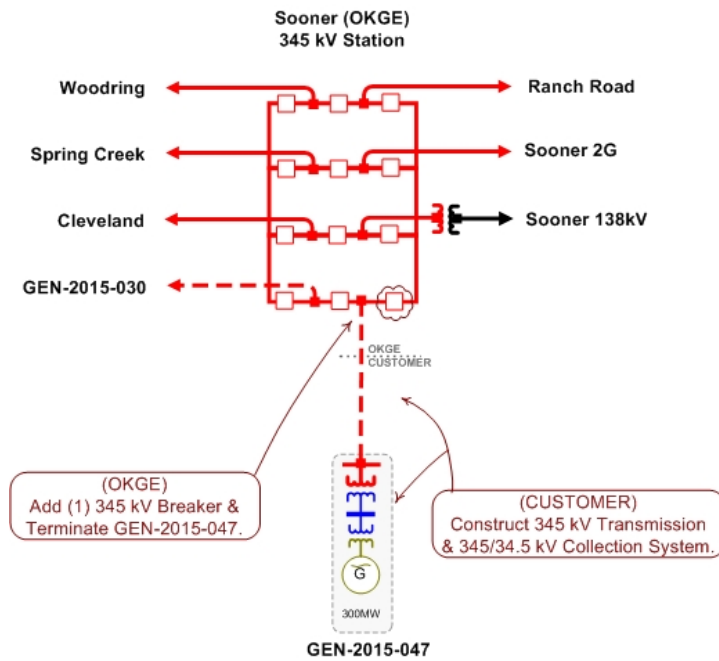 Sooner (OKGE)
345 kV Station
Woodring
Ranch Road
Spring Creek
Sooner 2G
Cleveland
Sooner 138kV
GEN-2015-030
OKGE
CUSTOMER
(OKGE)
Add (1) 345 kV Breaker &
Terminate GEN-2015-047.
(CUSTOMER)
Construct 345 kV Transmission
& 345/34.5 kV Collection System.
G
300MW
GEN-2015-047